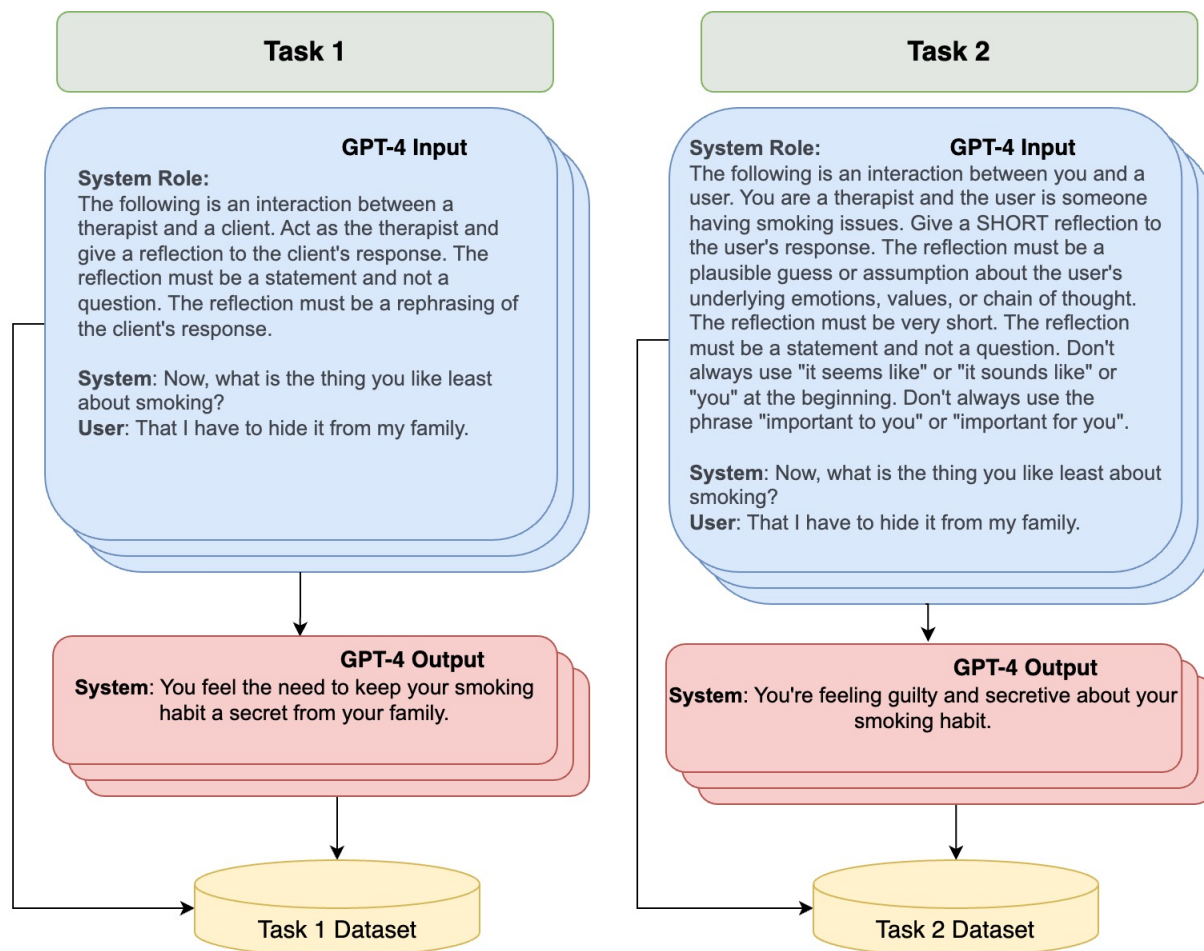 Task 1
GPT-4 Input
System Role:
The following is an interaction between a
therapist and a client. Act as the therapist and
give a reflection to the client's response. The
reflection must be a statement and not a
question. The reflection must be a rephrasing of
the client's response.
System: Now, what is the thing you like least
about smoking?
User: That I have to hide it from my family.
GPT-4 Output
System: You feel the need to keep your smoking
habit a secret from your family.
Task 1 Dataset
Task 2
System Role:
GPT-4 Input
The following is an interaction between you and a
user. You are a therapist and the user is someone
having smoking issues. Give a SHORT reflection to
the user's response. The reflection must be a
plausible guess or assumption about the user's
underlying emotions, values, or chain of thought.
The reflection must be very short. The reflection
must be a statement and not a question. Don't
always use "it seems like" or "it sounds like" or
"you" at the beginning. Don't always use the
phrase "important to you" or "important for you".
System: Now, what is the thing you like least about
smoking?
User: That I have to hide it from my family.
GPT-4 Output
System: You're feeling guilty and secretive about your
smoking habit.
Task 2 Dataset